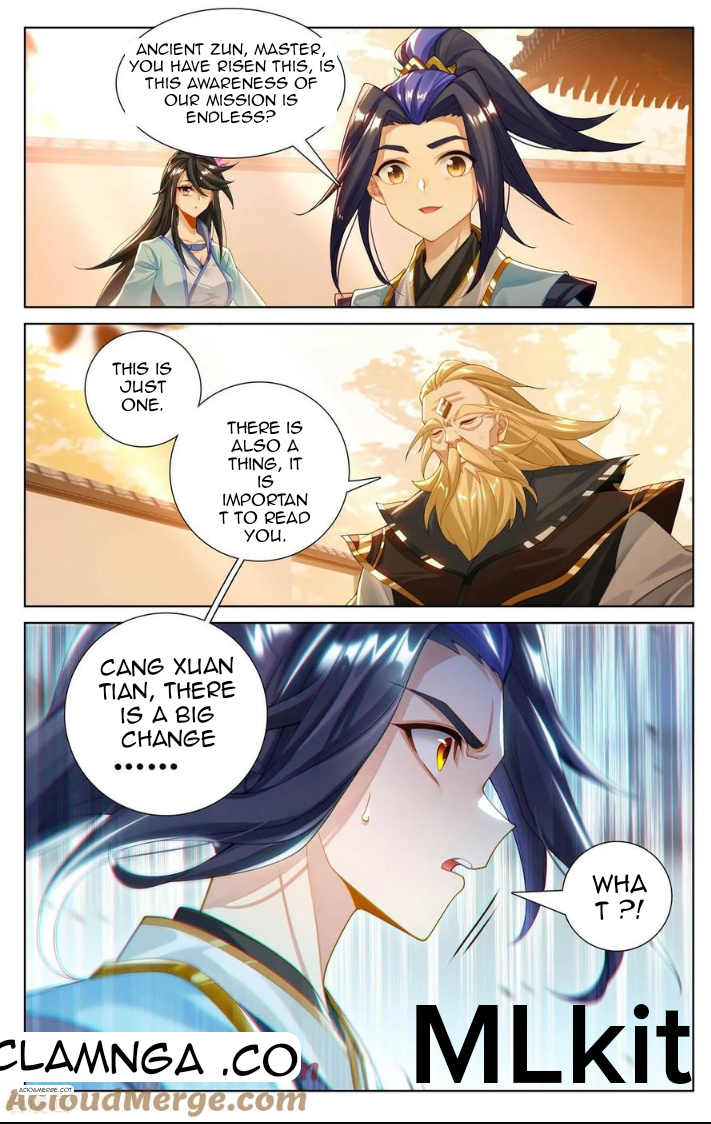 ANCIENT ZUN, MASTER,
YOU HAVE RISEN THIS, IS
THIS AWARENESS OF
OUR MISSION IS
ENDLESS?
THIS IS
JUST
ONE.
THERE IS
ALSO A
THING, IT
IS
IMPORTAN
T TO READ
YOU.
CANG XUAN
TIAN, THERE
IS A BIG
CHANGE
••••••
WHA
T ?!
MLkit
CLAMNGA .CO
ACIOAMERGE.COT
AcloudMerge.com